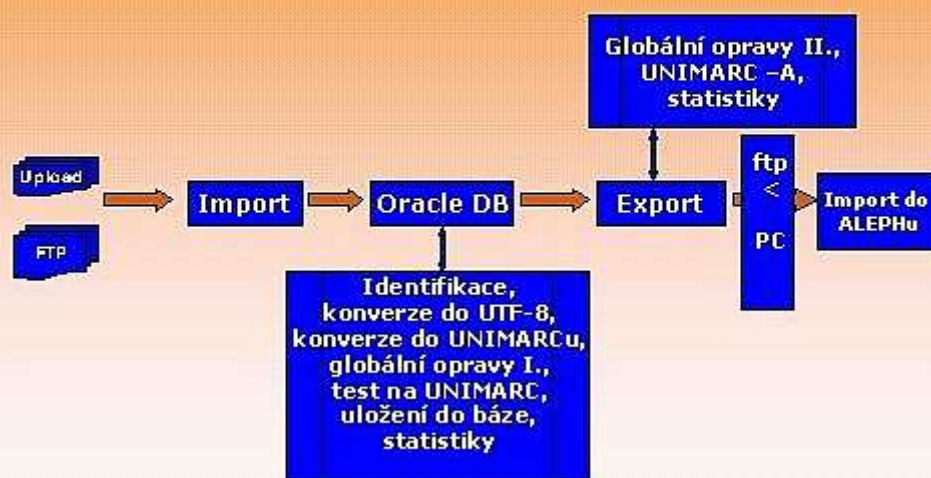 Globální opravy II.,
UNIMARC -A,
statistiky
Upload
FTP
Import
Oracle DB
Export
ftp
<
PC
Import do
ALEPHu
Identifikace,
konverze do UTF-8,
konverze do UNIMARCu,
globální opravy I.,
test na UNIMARC,
uložení do báze,
statistiky